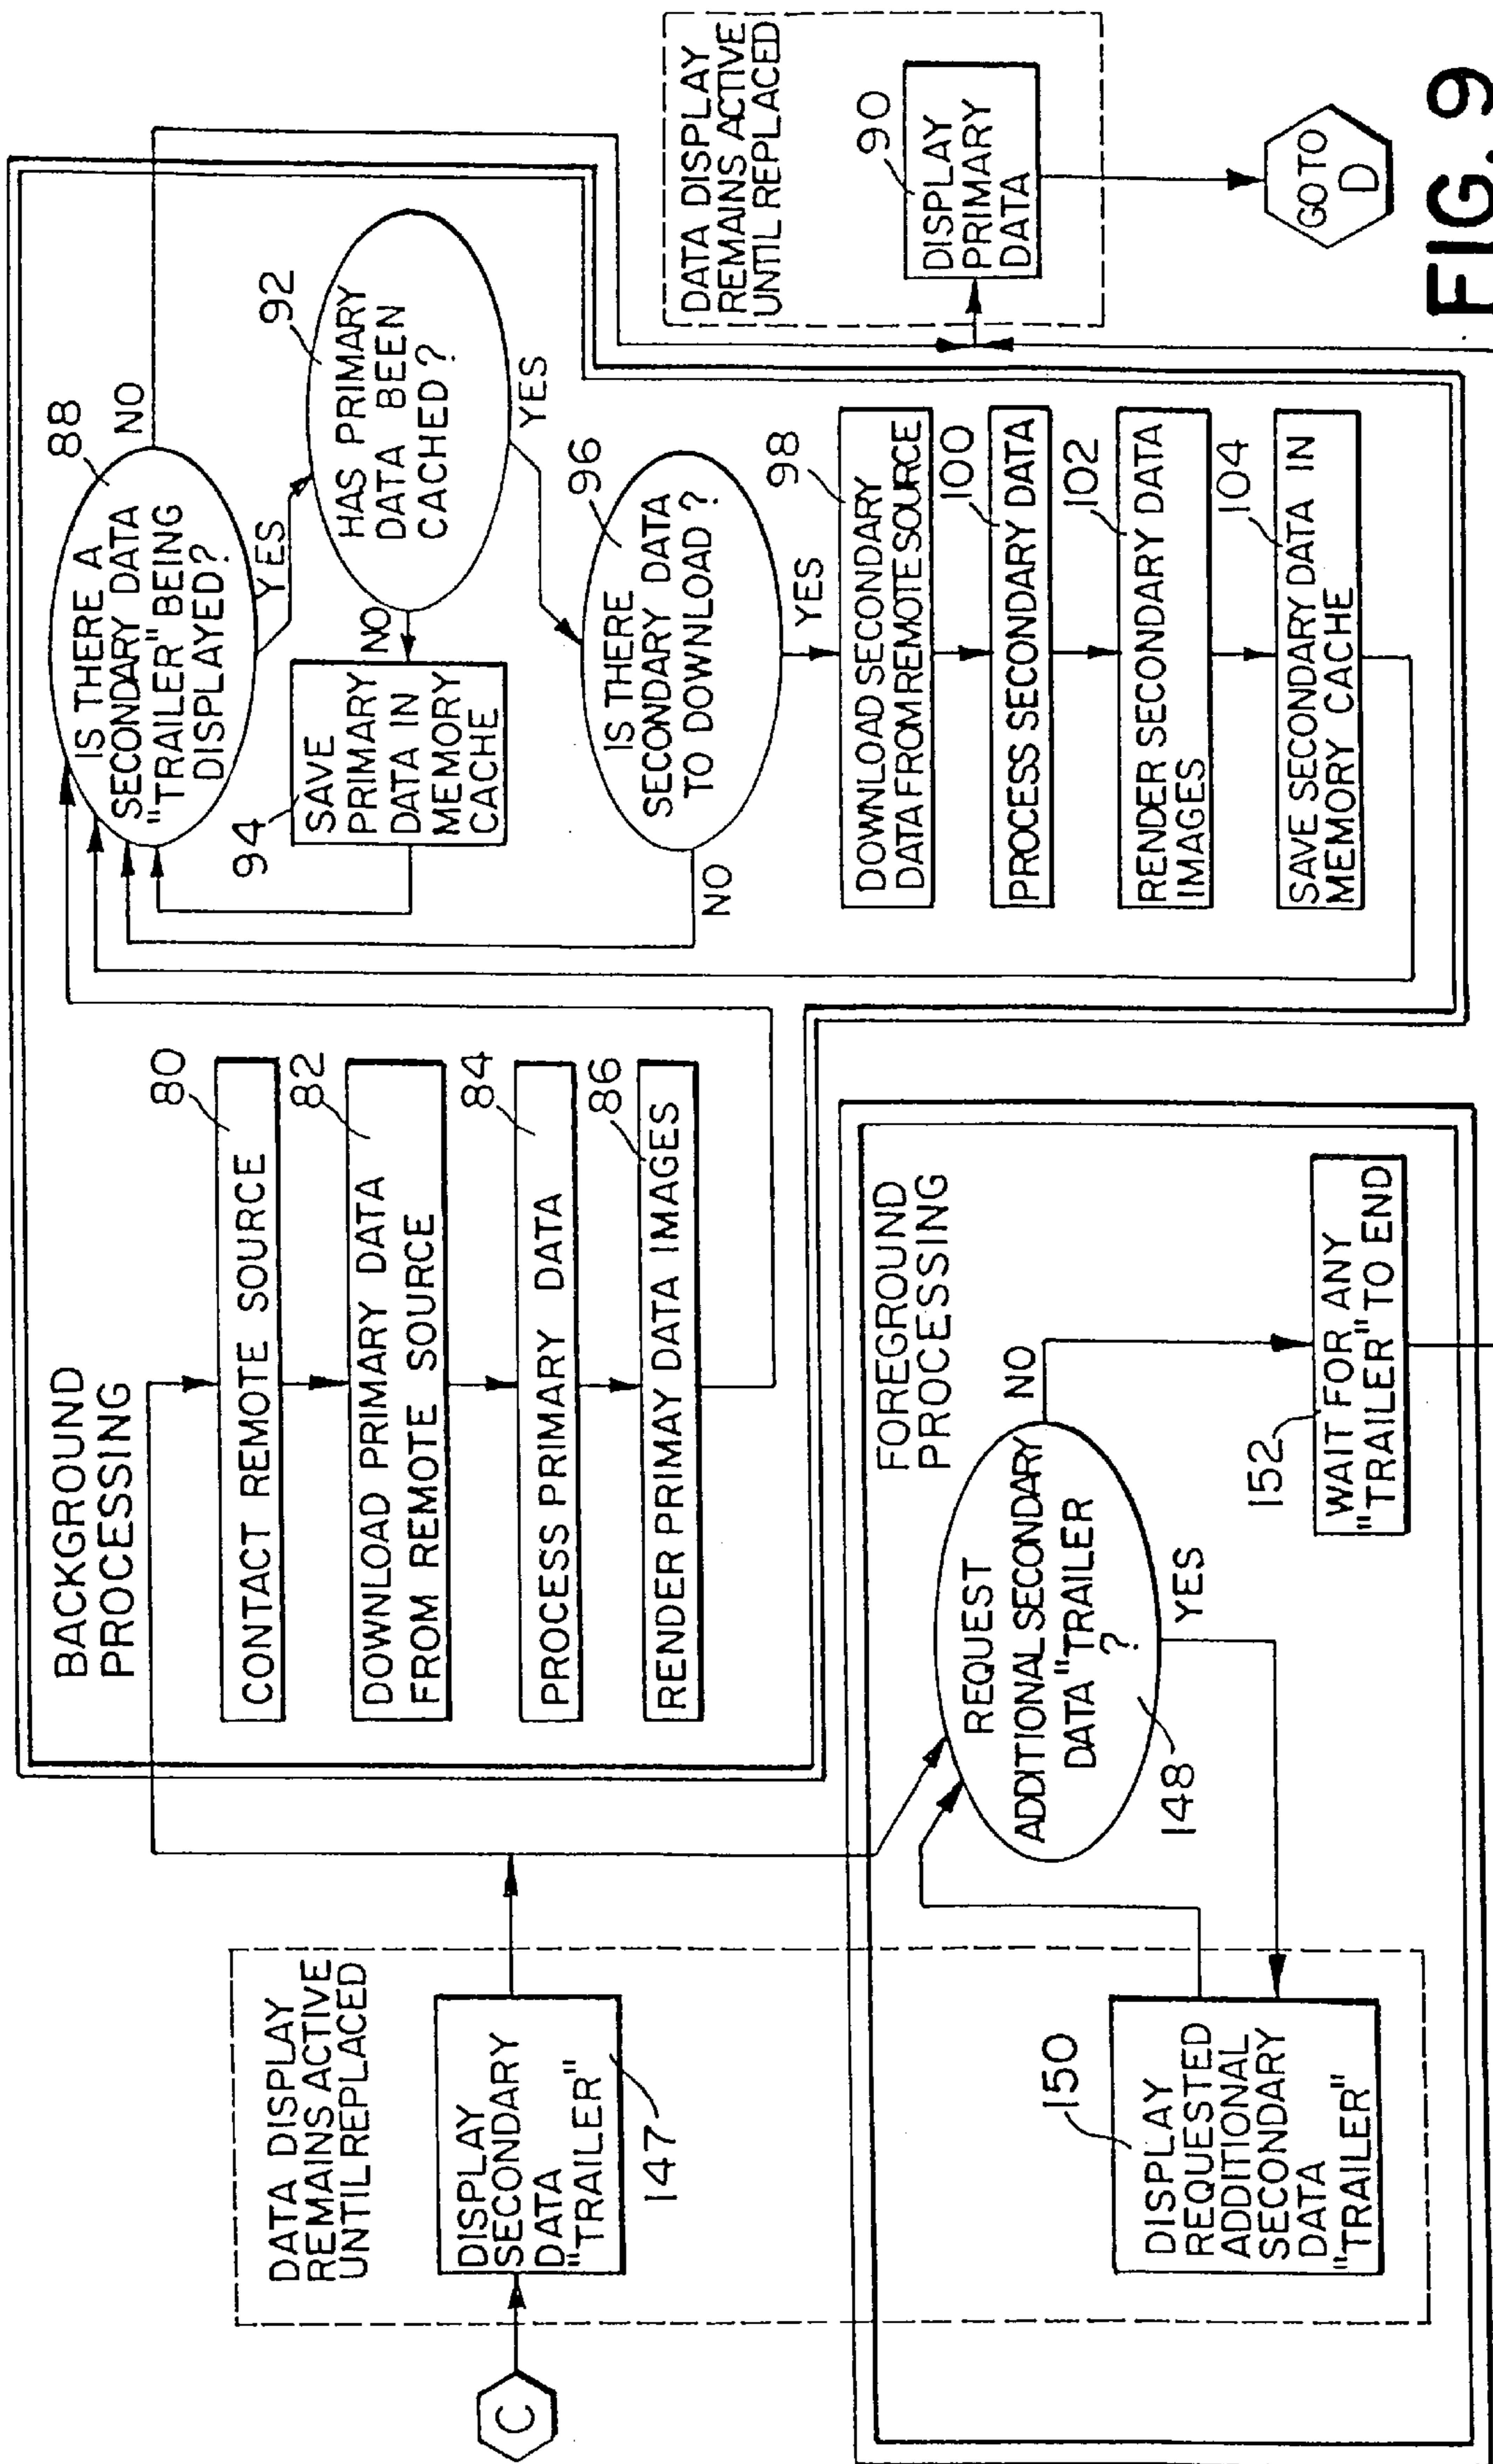 C
DATA DISPLAY
REMAINS ACTIVE
UNTIL REPLACED
DISPLAY
SECONDARY
DATA
"TRAILER"
147
BACKGROUND
PROCESSING
80
CONTACT REMOTE SOURCE
82
DOWNLOAD PRIMARY DATA
FROM REMOTE SOURCE
84
PROCESS PRIMARY DATA
86
RENDER PRIMAY DATA IMAGES
88
IS THERE A
SECONDARY DATA
"TRAILER" BEING
DISPLAYED?
NO
YES
92
HAS PRIMARY
DATA BEEN
CACHED?
NO
YES
94
SAVE
PRIMARY
DATA IN
MEMORY
CACHE
96
IS THERE
SECONDARY DATA
TO DOWNLOAD?
NO
YES
98
DOWNLOAD SECONDARY
DATA FROM REMOTE SOURCE
100
PROCESS SECONDARY DATA
102
RENDER SECONDARY DATA
IMAGES
104
SAVE SECONDARY DATA IN
MEMORY CACHE
FOREGROUND
PROCESSING
REQUEST
ADDITIONAL SECONDARY
DATA "TRAILER
?
148
NO
YES
150
DISPLAY
REQUESTED
ADDITIONAL
SECONDARY
DATA
"TRAILER"
152
WAIT FOR ANY
"TRAILER" TO END
DATA DISPLAY
REMAINS ACTIVE
UNTIL REPLACED
90
DISPLAY
PRIMARY
DATA
GO TO
D
FIG. 9